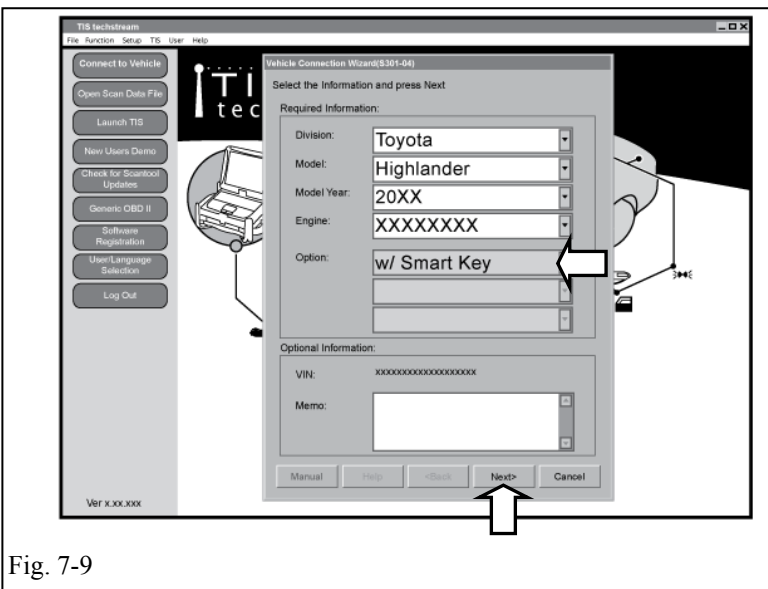 TIS techstream
File Function Setup TIS User Help
Connect to Vehicle
Open Scan Data File
Launch TIS
New Users Demo
Check for Scantool
Updates
Generic OBD II
Software
Registration
User/Language
Selection
Log Out
Ver x.xx.xxx
TI
tec
Vehicle Connection Wizard(S301-04)
Select the Information and press Next
Required Information:
Division: Toyota
Model: Highlander
Model Year: 20XX
Engine: XXXXXXXX
Option: w/ Smart Key
Optional Information:
VIN: xxxxxxxxxxxxxxxxxxx
Memo:
Manual Help <Back Next> Cancel
Fig. 7-9